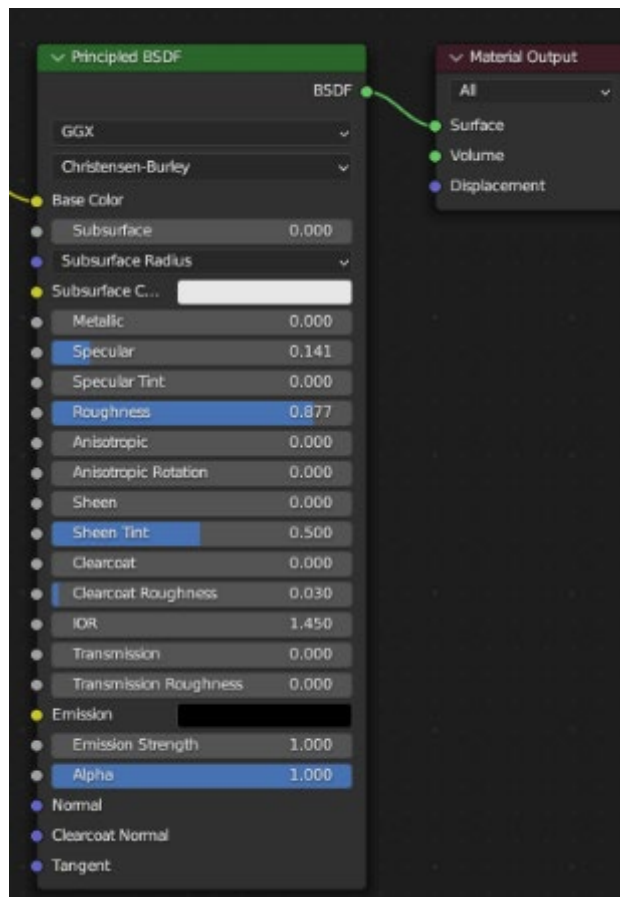 Principled BSDF
BSDF
GGX
Christensen-Burley
Base Color
Subsurface 0.000
Subsurface Radius
Subsurface C...
Metallic 0.000
Specular 0.141
Specular Tint 0.000
Roughness 0.877
Anisotropic 0.000
Anisotropic Rotation 0.000
Sheen 0.000
Sheen Tint 0.500
Clearcoat 0.000
Clearcoat Roughness 0.030
IOR 1.450
Transmission 0.000
Transmission Roughness 0.000
Emission
Emission Strength 1.000
Alpha 1.000
Normal
Clearcoat Normal
Tangent
Material Output
All
Surface
Volume
Displacement